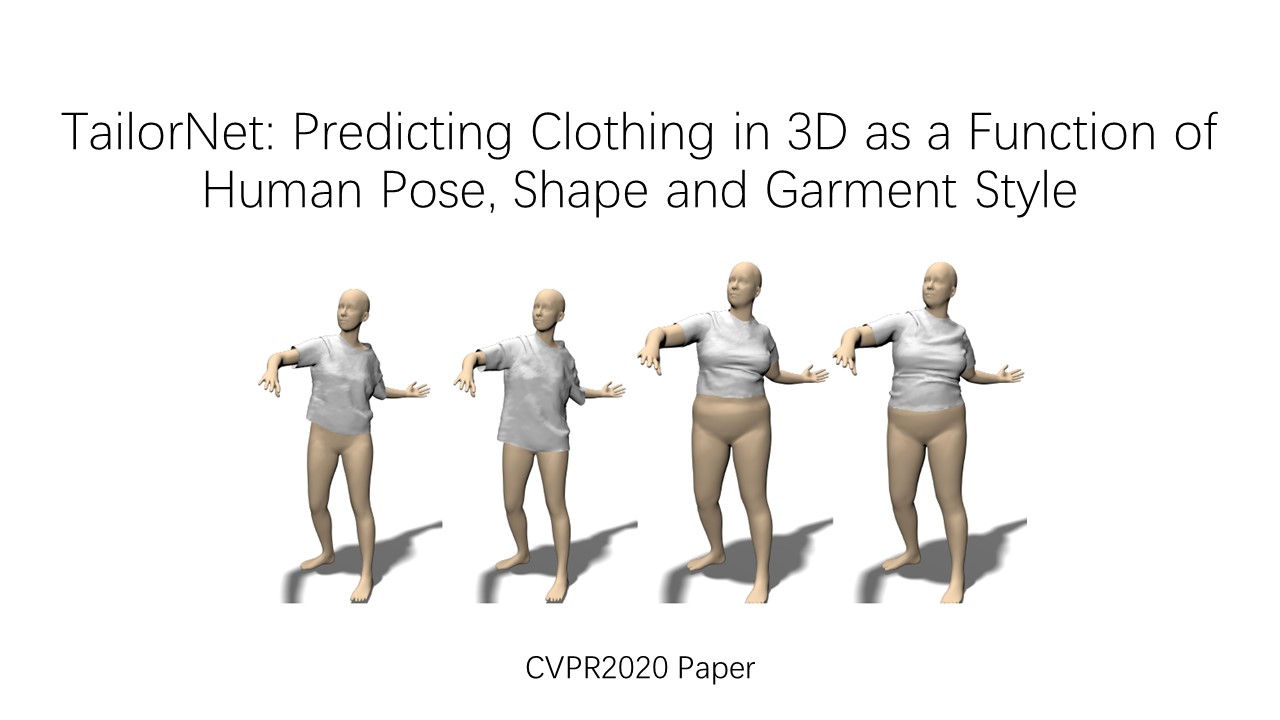 TailorNet: Predicting Clothing in 3D as a Function of
Human Pose, Shape and Garment Style
CVPR2020 Paper